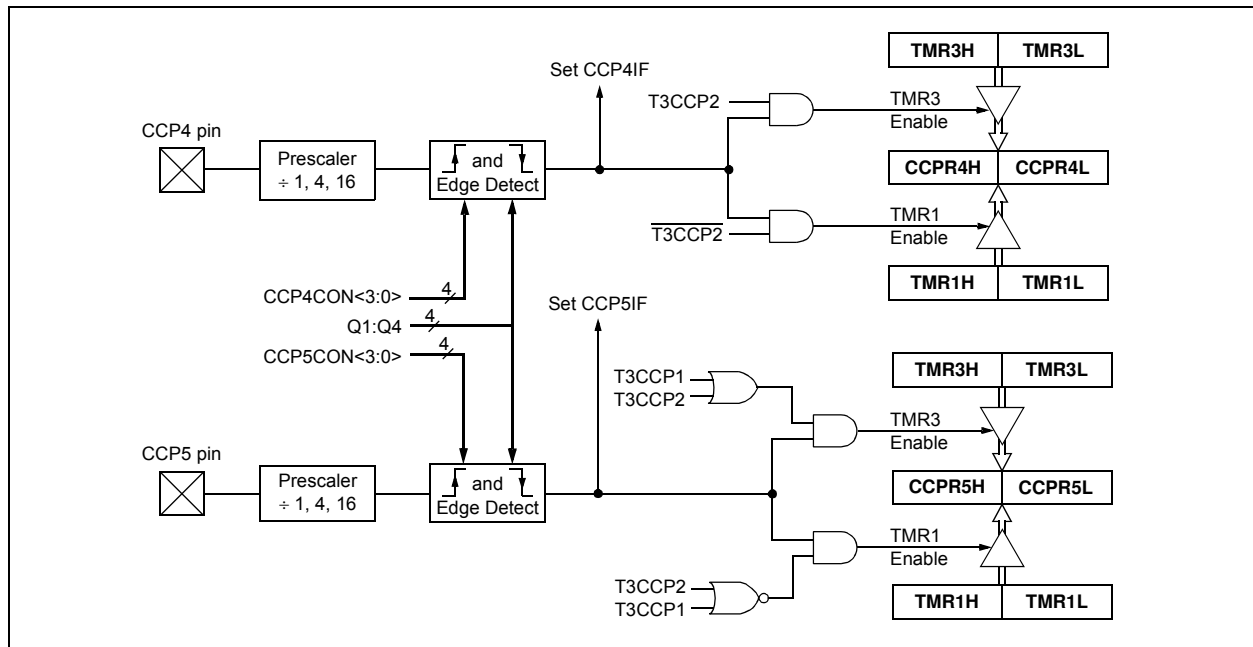 TMR3H TMR3L
Set CCP4IF
T3CCP2
TMR3
Enable
CCP4 pin
Prescaler
÷ 1, 4, 16
and
Edge Detect
CCPR4H CCPR4L
TMR1
Enable
T3CCP2
TMR1H TMR1L
CCP4CON<3:0> 4
Q1:Q4 4
CCP5CON<3:0> 4
Set CCP5IF
TMR3H TMR3L
T3CCP1
T3CCP2
TMR3
Enable
CCP5 pin
Prescaler
÷ 1, 4, 16
and
Edge Detect
CCPR5H CCPR5L
TMR1
Enable
T3CCP2
T3CCP1
TMR1H TMR1L